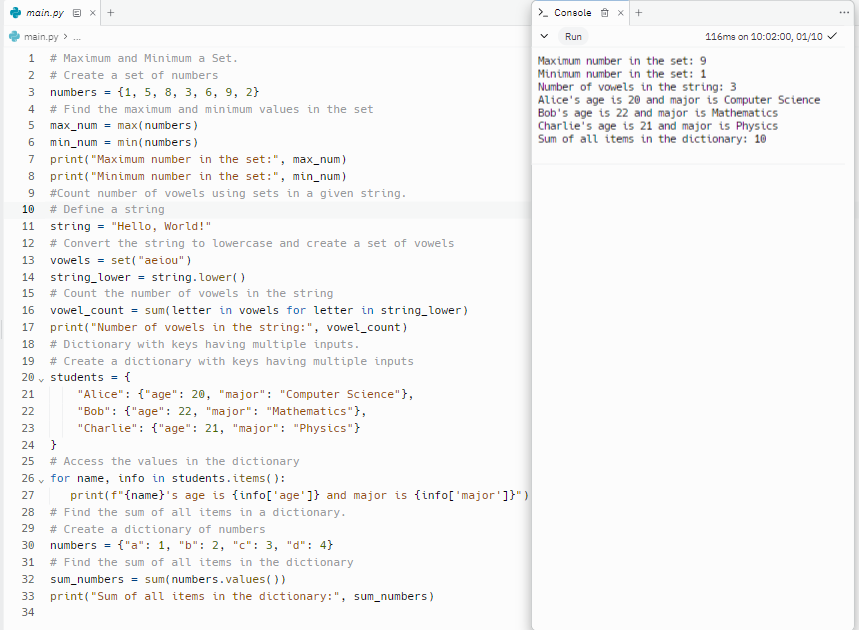 main.py
main.py > ...
1 # Maximum and Minimum a Set.
2 # Create a set of numbers
3 numbers = {1, 5, 8, 3, 6, 9, 2}
4 # Find the maximum and minimum values in the set
5 max_num = max(numbers)
6 min_num = min(numbers)
7 print("Maximum number in the set:", max_num)
8 print("Minimum number in the set:", min_num)
9 #Count number of vowels using sets in a given string.
10 # Define a string
11 string = "Hello, World!"
12 # Convert the string to lowercase and create a set of vowels
13 vowels = set("aeiou")
14 string_lower = string.lower()
15 # Count the number of vowels in the string
16 vowel_count = sum(letter in vowels for letter in string_lower)
17 print("Number of vowels in the string:", vowel_count)
18 # Dictionary with keys having multiple inputs.
19 # Create a dictionary with keys having multiple inputs
20 students = {
21     "Alice": {"age": 20, "major": "Computer Science"},
22     "Bob": {"age": 22, "major": "Mathematics"},
23     "Charlie": {"age": 21, "major": "Physics"}
24 }
25 # Access the values in the dictionary
26 for name, info in students.items():
27    print(f"{name}'s age is {info['age']} and major is {info['major']}")
28 # Find the sum of all items in a dictionary.
29 # Create a dictionary of numbers
30 numbers = {"a": 1, "b": 2, "c": 3, "d": 4}
31 # Find the sum of all items in the dictionary
32 sum_numbers = sum(numbers.values())
33 print("Sum of all items in the dictionary:", sum_numbers)
34
Console
Run 116ms on 10:02:00, 01/10
Maximum number in the set: 9
Minimum number in the set: 1
Number of vowels in the string: 3
Alice's age is 20 and major is Computer Science
Bob's age is 22 and major is Mathematics
Charlie's age is 21 and major is Physics
Sum of all items in the dictionary: 10